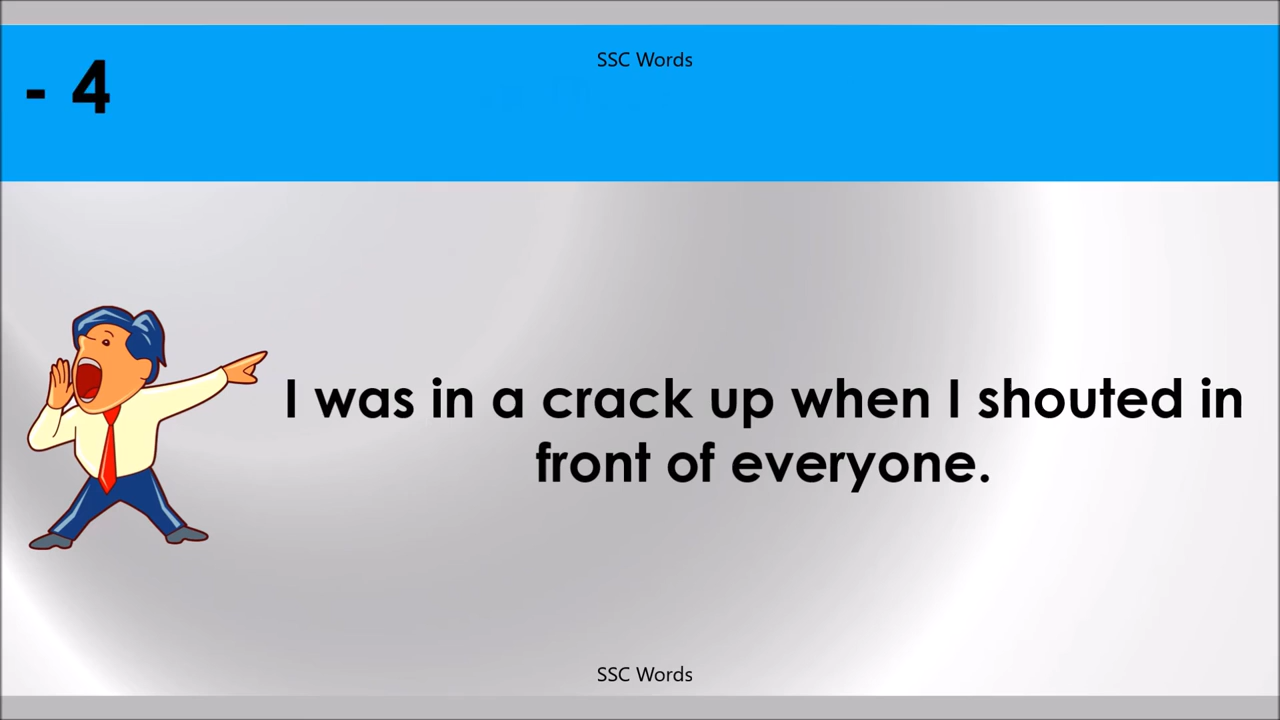 SSC Words
- 4
I was in a crack up when I shouted in
front of everyone.
SSC Words